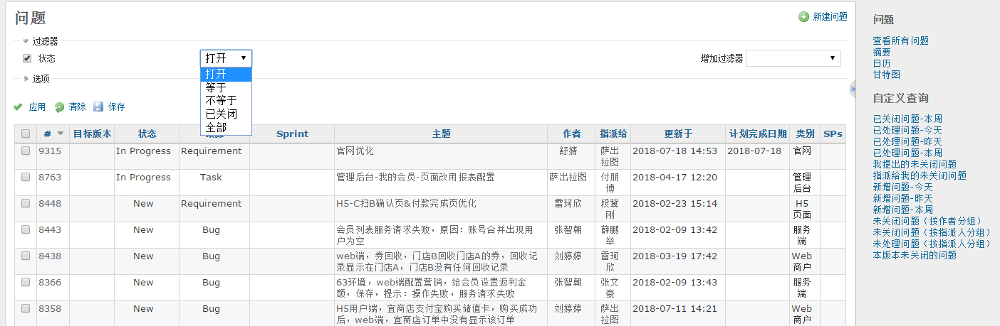 问题
新建问题
过滤器
状态 打开 增加过滤器
打开
等于
不等于
已关闭
全部
选项
应用 清除 保存
# 目标版本 状态 Sprint 主题 作者 指派给 更新于 计划完成日期 类别 SPs
9315 In Progress Requirement 官网优化 舒婧 萨出 2018-07-18 14:53 2018-07-18 官网
拉图
8763 In Progress Task 管理后台-我的会员-页面改用报表配置 萨出拉图 付朋 2018-04-17 12:20 管理
博 后台
8448 New Requirement H5-C扫B确认页&付款完成页优化 雷珂欣 段冀 2018-02-23 15:14 H5
刚 页面
8443 New Bug 会员列表服务请求失败，原因：账号合并出现用 张智朝 薛鹏 2018-02-09 13:42 服务
户为空 举 端
8438 New Bug web端，券回收，门店B回收门店A的券，回收记 刘婷婷 雷珂 2018-03-19 17:42 Web
录显示在门店A，门店B没有任何回收记录 欣 商户
8366 New Bug 63环境，web端配置营销，给会员设置返利金 张智朝 张文 2018-02-09 13:43 服务
额，保存，提示：操作失败，服务请求失败 豪 端
8358 New Bug H5用户端，宜商店支付宝购买储值卡，购买成功 刘婷婷 萨出 2018-07-11 14:21 Web
后，web端，宜商店订单中没有显示该订单 拉图 商户
问题
查看所有问题
摘要
日历
甘特图
自定义查询
已关闭问题-本周
已处理问题-今天
已处理问题-昨天
已处理问题-本周
我提出的未关闭问题
指派给我的未关闭问题
新增问题-今天
新增问题-昨天
新增问题-本周
未关闭问题（按作者分组）
未关闭问题（按指派人分组）
未处理问题（按指派人分组）
本版本未关闭的问题